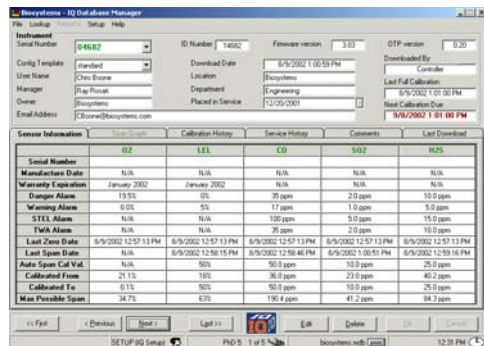 Biosystems - IQ Database Manager
File Lookup Reports Setup Help
Instrument
Serial Number 04682 ID Number 14682 Firmware version 3.03 OTP version 0.20
Config Template standard Download Date 8/9/2002 1:00:59 PM Downloaded By
Controller
User Name Chris Boone Location Biosystems Last Full Calibration
Manager Ray Rosati Department Engineering 8/9/2002 1:01:00 PM
Owner Biosystems Placed in Service 12/20/2001 Next Calibration Due
Email Address CBoone@biosystems.com 9/8/2002 1:01:00 PM
Sensor Information Span Graph Calibration History Service History Comments Last Download
O2 LEL CO SO2 H2S
Serial Number
Manufacture Date N/A N/A N/A N/A N/A
Warranty Expiration January 2002 January 2002 N/A N/A N/A
Danger Alarm 19.5% 0% 35 ppm 2.0 ppm 10.0 ppm
Warning Alarm 0.0% 5% 17 ppm 1.0 ppm 5.0 ppm
STEL Alarm N/A N/A 100 ppm 5.0 ppm 15.0 ppm
TWA Alarm N/A N/A 35 ppm 2.0 ppm 10.0 ppm
Last Zero Date 8/9/2002 12:57:13 PM 8/9/2002 12:57:13 PM 8/9/2002 12:57:13 PM 8/9/2002 12:57:13 PM 8/9/2002 12:57:13 PM
Last Span Date N/A 8/9/2002 12:58:15 PM 8/9/2002 12:58:46 PM 8/9/2002 1:00:51 PM 8/9/2002 12:59:16 PM
Auto Span Cal Val. N/A 50% 50.0 ppm 10.0 ppm 25.0 ppm
Calibrated From 21.1% 18% 36.0 ppm 23.0 ppm 40.2 ppm
Calibrated To 0.1% 50% 50.0 ppm 10.0 ppm 25.0 ppm
Max Possible Span 34.7% 63% 190.4 ppm 41.2 ppm 84.3 ppm
<< First < Previous Next > Last >> IQ Edit Delete OK Cancel
SETUP (IQ Setup) PhD 5 1 of 5 biosystems.mdb 12:31 PM